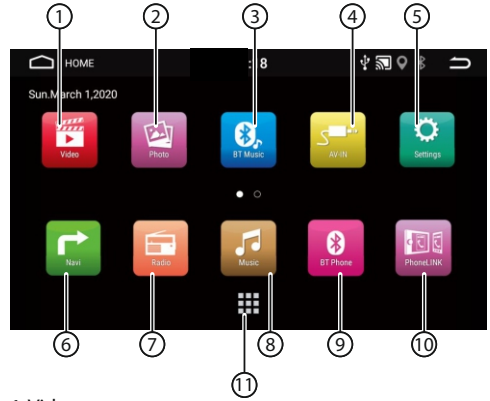 1 2 3 4 5
HOME
: 8
Sun.March 1,2020
Video Photo BT Music AV-IN Settings
Navi Radio Music BT Phone PhoneLINK
6 7 8 9 10
11